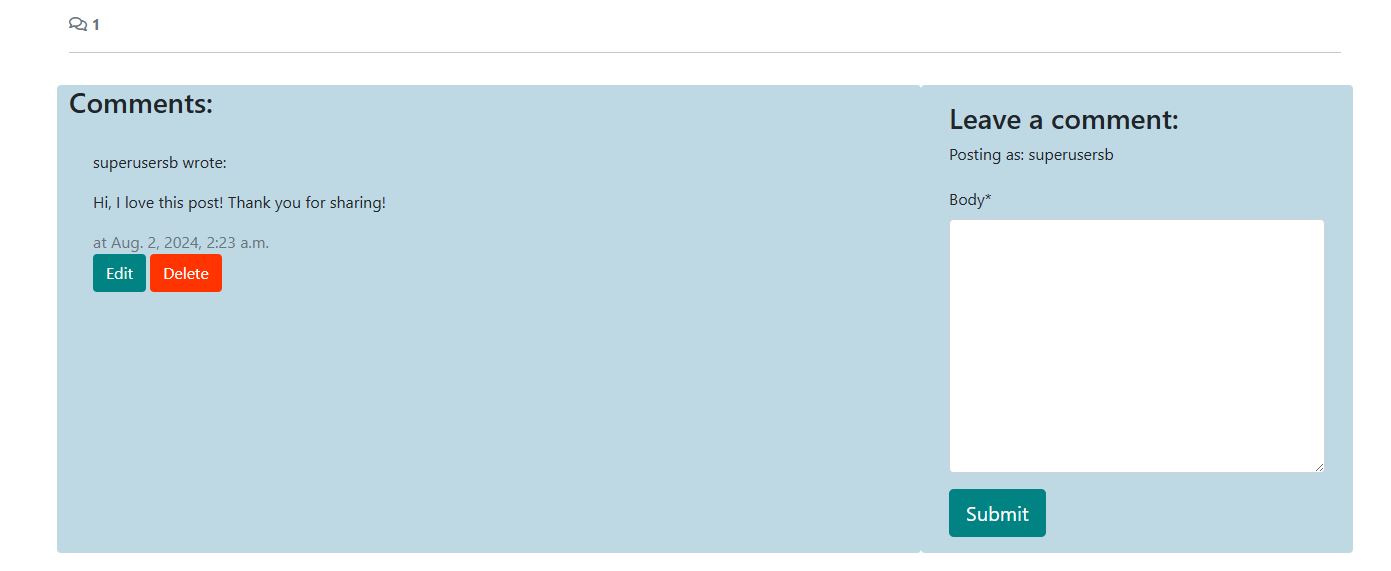 1
Comments:
superusersb wrote:
Hi, I love this post! Thank you for sharing!
at Aug. 2, 2024, 2:23 a.m.
Edit Delete
Leave a comment:
Posting as: superusersb
Body*
Submit